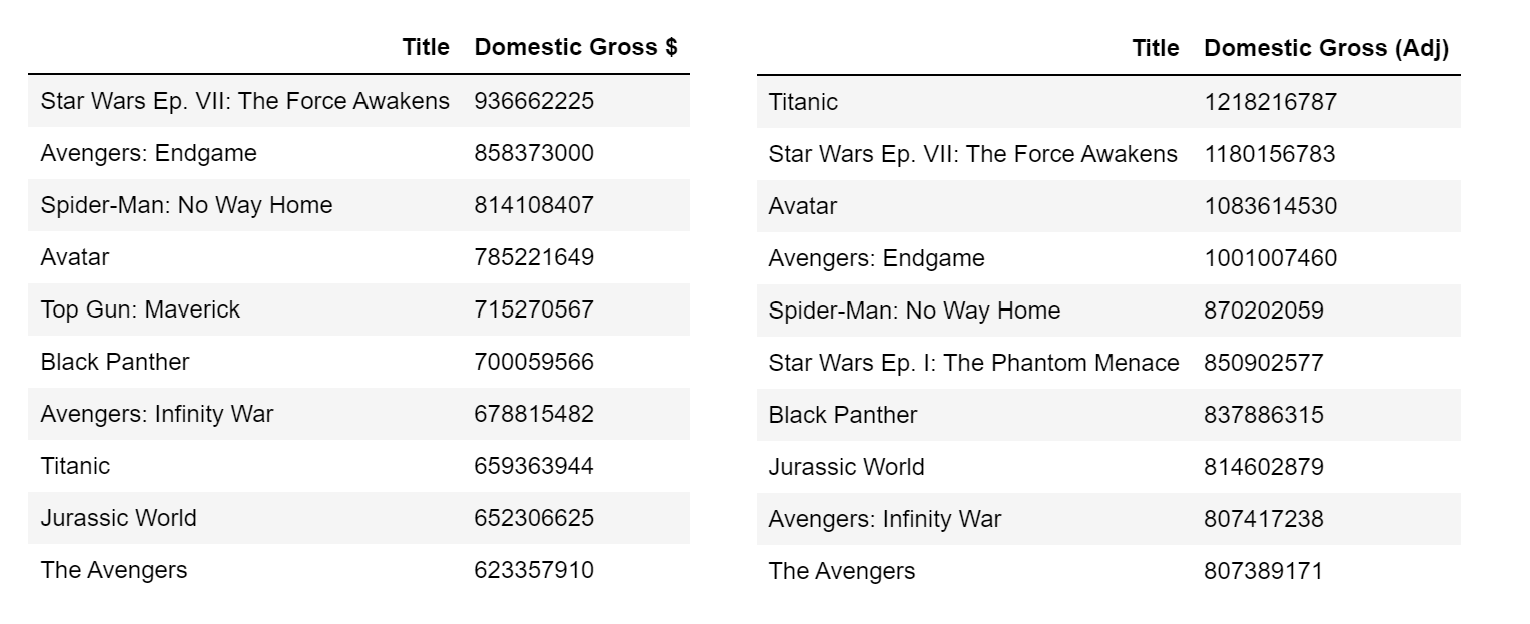 Title Domestic Gross $
Star Wars Ep. VII: The Force Awakens 936662225
Avengers: Endgame 858373000
Spider-Man: No Way Home 814108407
Avatar 785221649
Top Gun: Maverick 715270567
Black Panther 700059566
Avengers: Infinity War 678815482
Titanic 659363944
Jurassic World 652306625
The Avengers 623357910
Title Domestic Gross (Adj)
Titanic 1218216787
Star Wars Ep. VII: The Force Awakens 1180156783
Avatar 1083614530
Avengers: Endgame 1001007460
Spider-Man: No Way Home 870202059
Star Wars Ep. I: The Phantom Menace 850902577
Black Panther 837886315
Jurassic World 814602879
Avengers: Infinity War 807417238
The Avengers 807389171